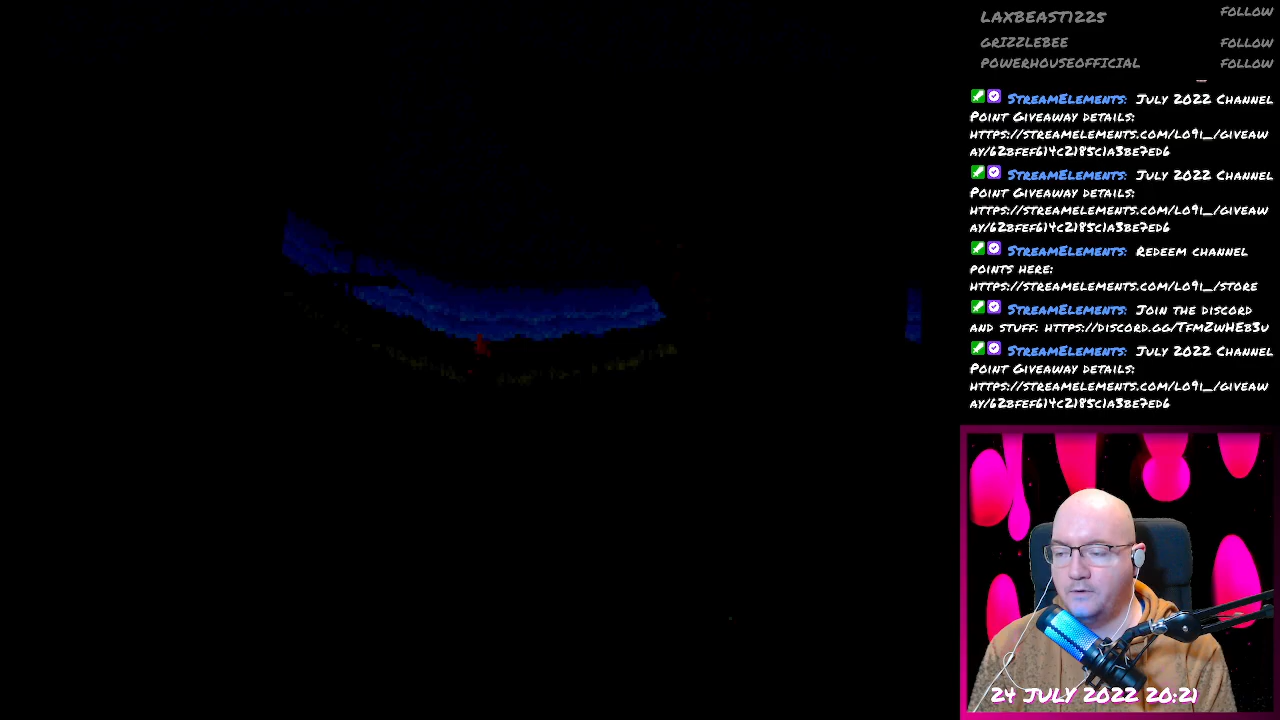 LAXBEAST1225 FOLLOW
GRIZZLEBEE FOLLOW
POWERHOUSEOFFICIAL FOLLOW
StreamElements: July 2022 Channel
Point Giveaway details:
https://streamelements.com/lo9i_/giveaw
ay/62bfef614c2185c1a3be7ed6
StreamElements: July 2022 Channel
Point Giveaway details:
https://streamelements.com/lo9i_/giveaw
ay/62bfef614c2185c1a3be7ed6
StreamElements: Redeem channel
points here:
https://streamelements.com/lo9i_/store
StreamElements: Join the discord
and stuff: https://discord.gg/TfmZwHEb3u
StreamElements: July 2022 Channel
Point Giveaway details:
https://streamelements.com/lo9i_/giveaw
ay/62bfef614c2185c1a3be7ed6
24 JULY 2022 20:21